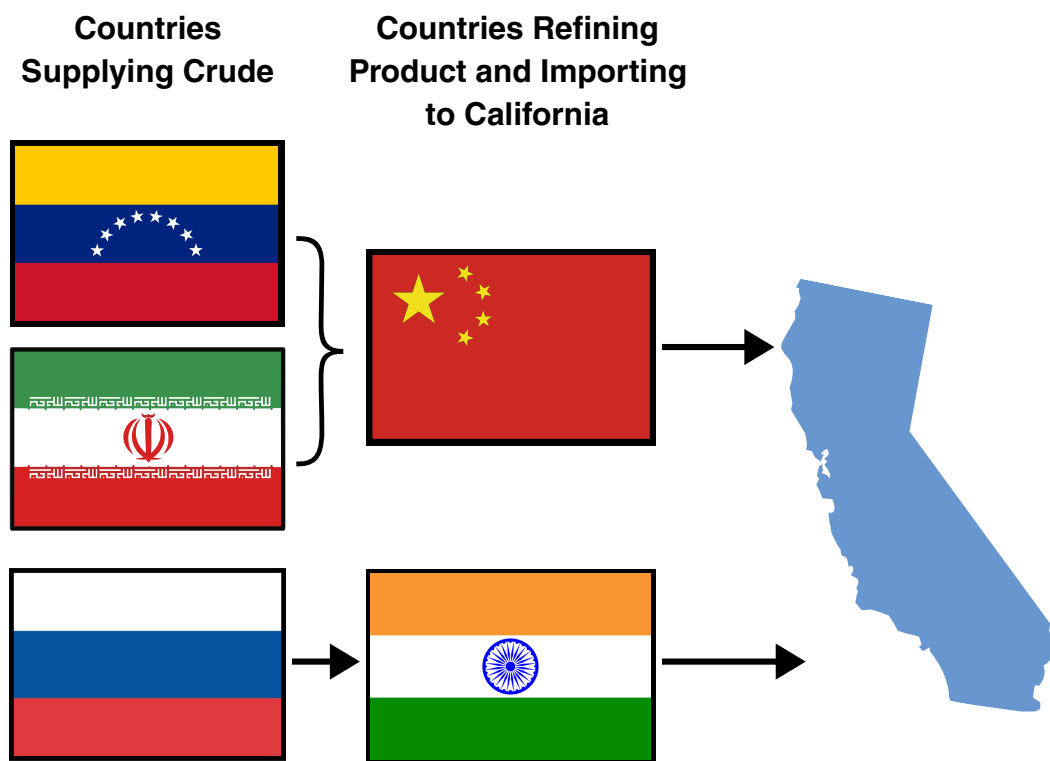 Countries
Supplying Crude
Countries Refining
Product and Importing
to California